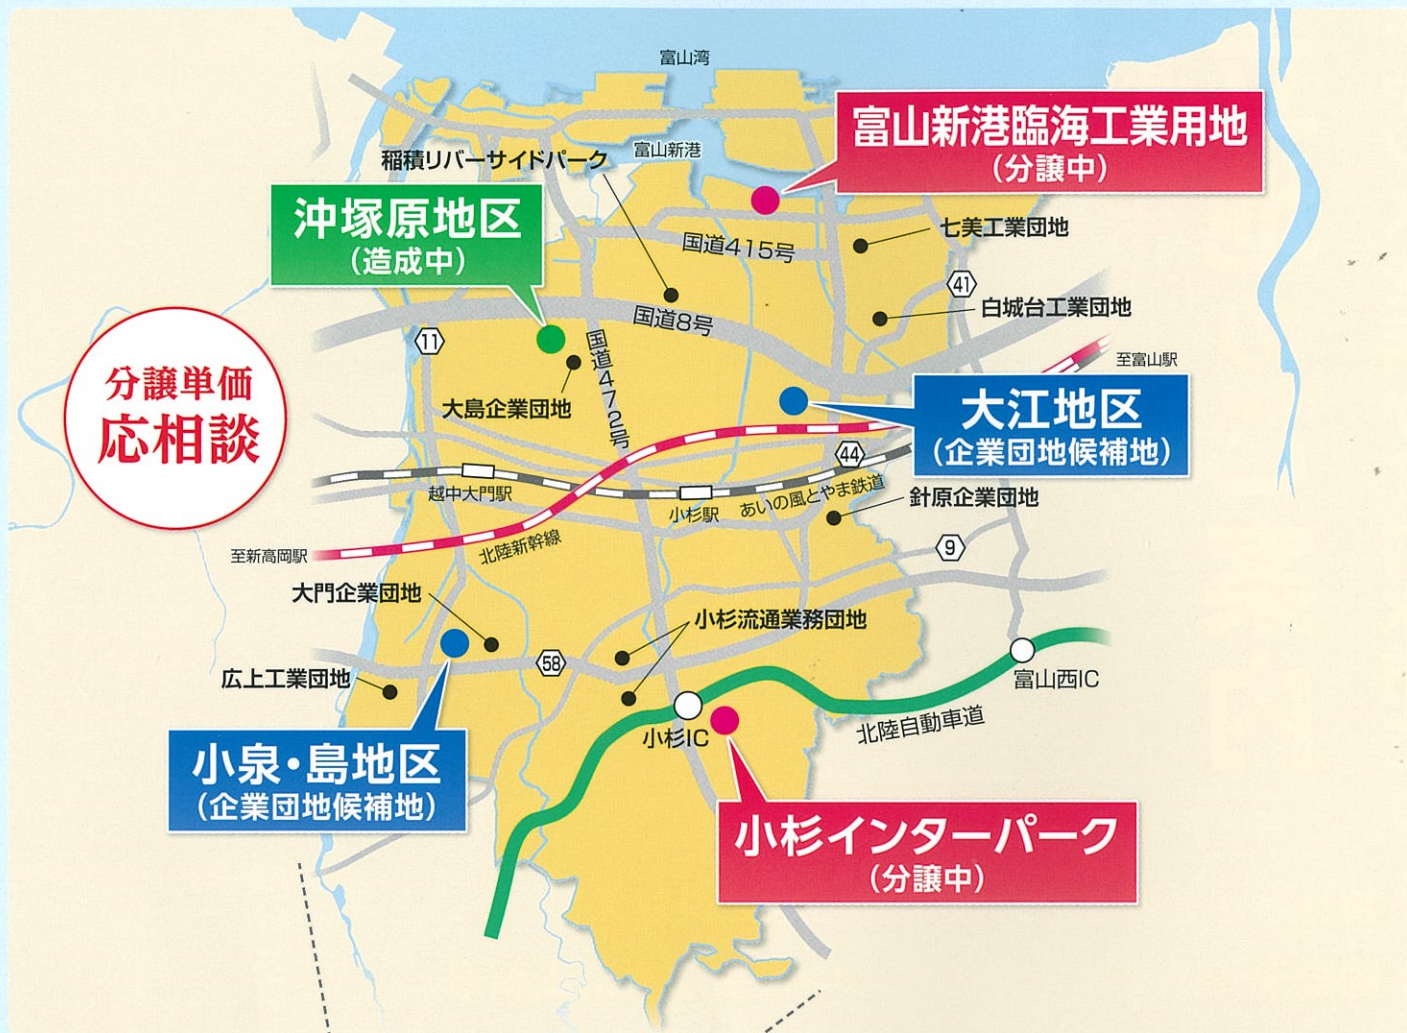 富山湾
富山新港臨海工業用地
(分譲中)
稲積リバーサイドパーク
富山新港
沖塚原地区
(造成中)
国道415号
七美工業団地
41
国道8号
白城台工業団地
11
国道472号
至富山駅
分譲単価
応相談
大島企業団地
大江地区
(企業団地候補地)
44
越中大門駅
小杉駅
あいの風とやま鉄道
針原企業団地
至新高岡駅
北陸新幹線
9
大門企業団地
小杉流通業務団地
58
広上工業団地
富山西IC
小杉IC
北陸自動車道
小泉・島地区
(企業団地候補地)
小杉インターパーク
(分譲中)